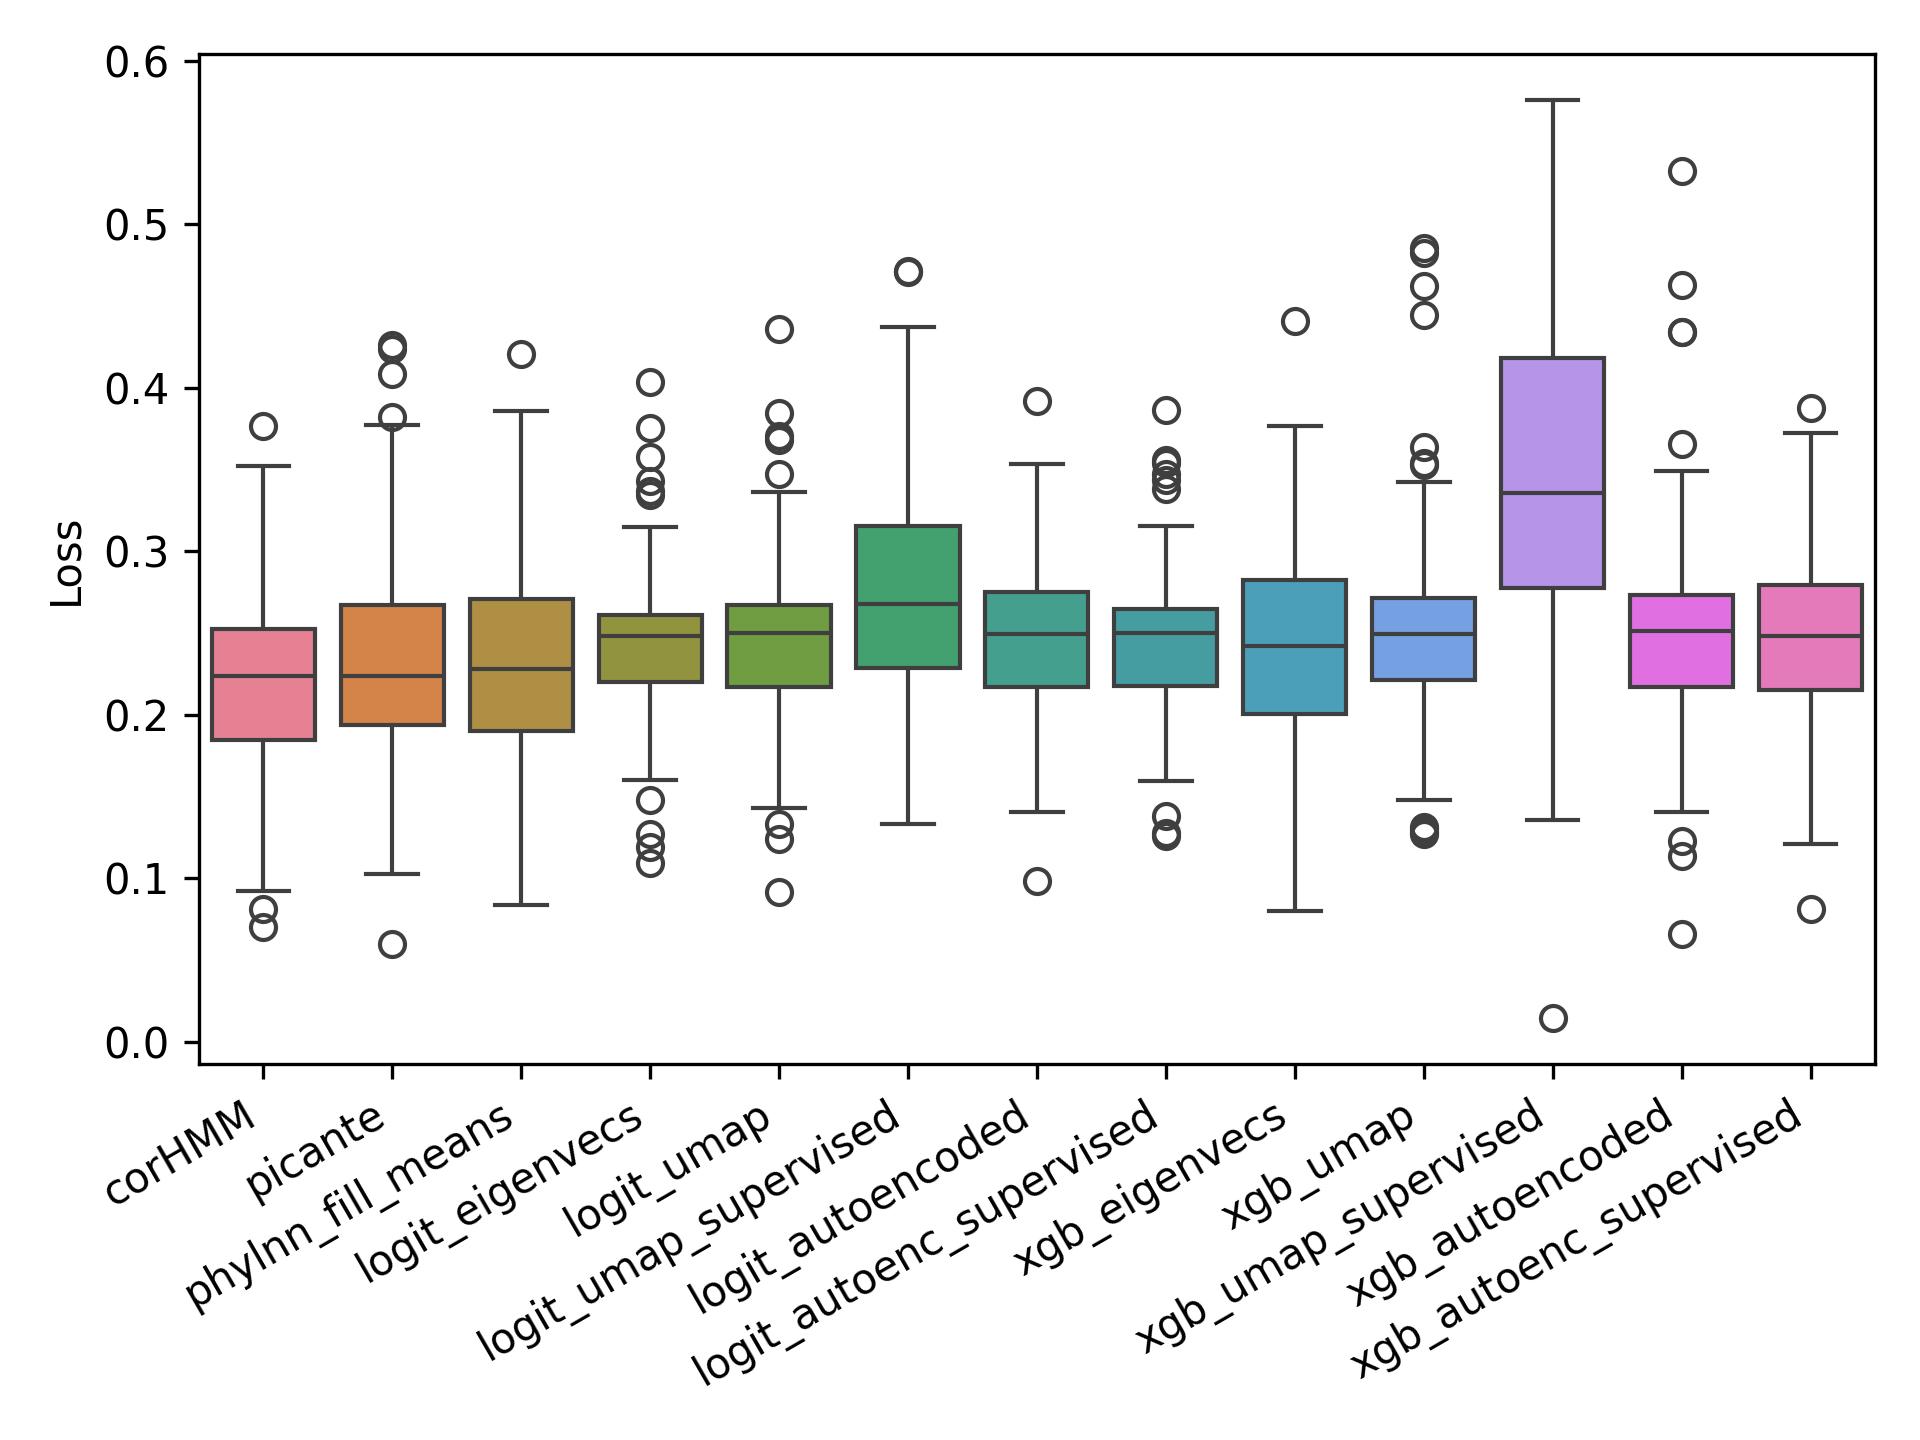 0.6
0.5
0.4
0.3
0.2
0.1
0.0
Loss
corHMM
picante
phylnn_fill_means
logit_eigenvecs
logit_umap
logit_umap_supervised
logit_autoencoded
logit_autoenc_supervised
xgb_eigenvecs
xgb_umap
xgb_umap_supervised
xgb_autoencoded
xgb_autoenc_supervised